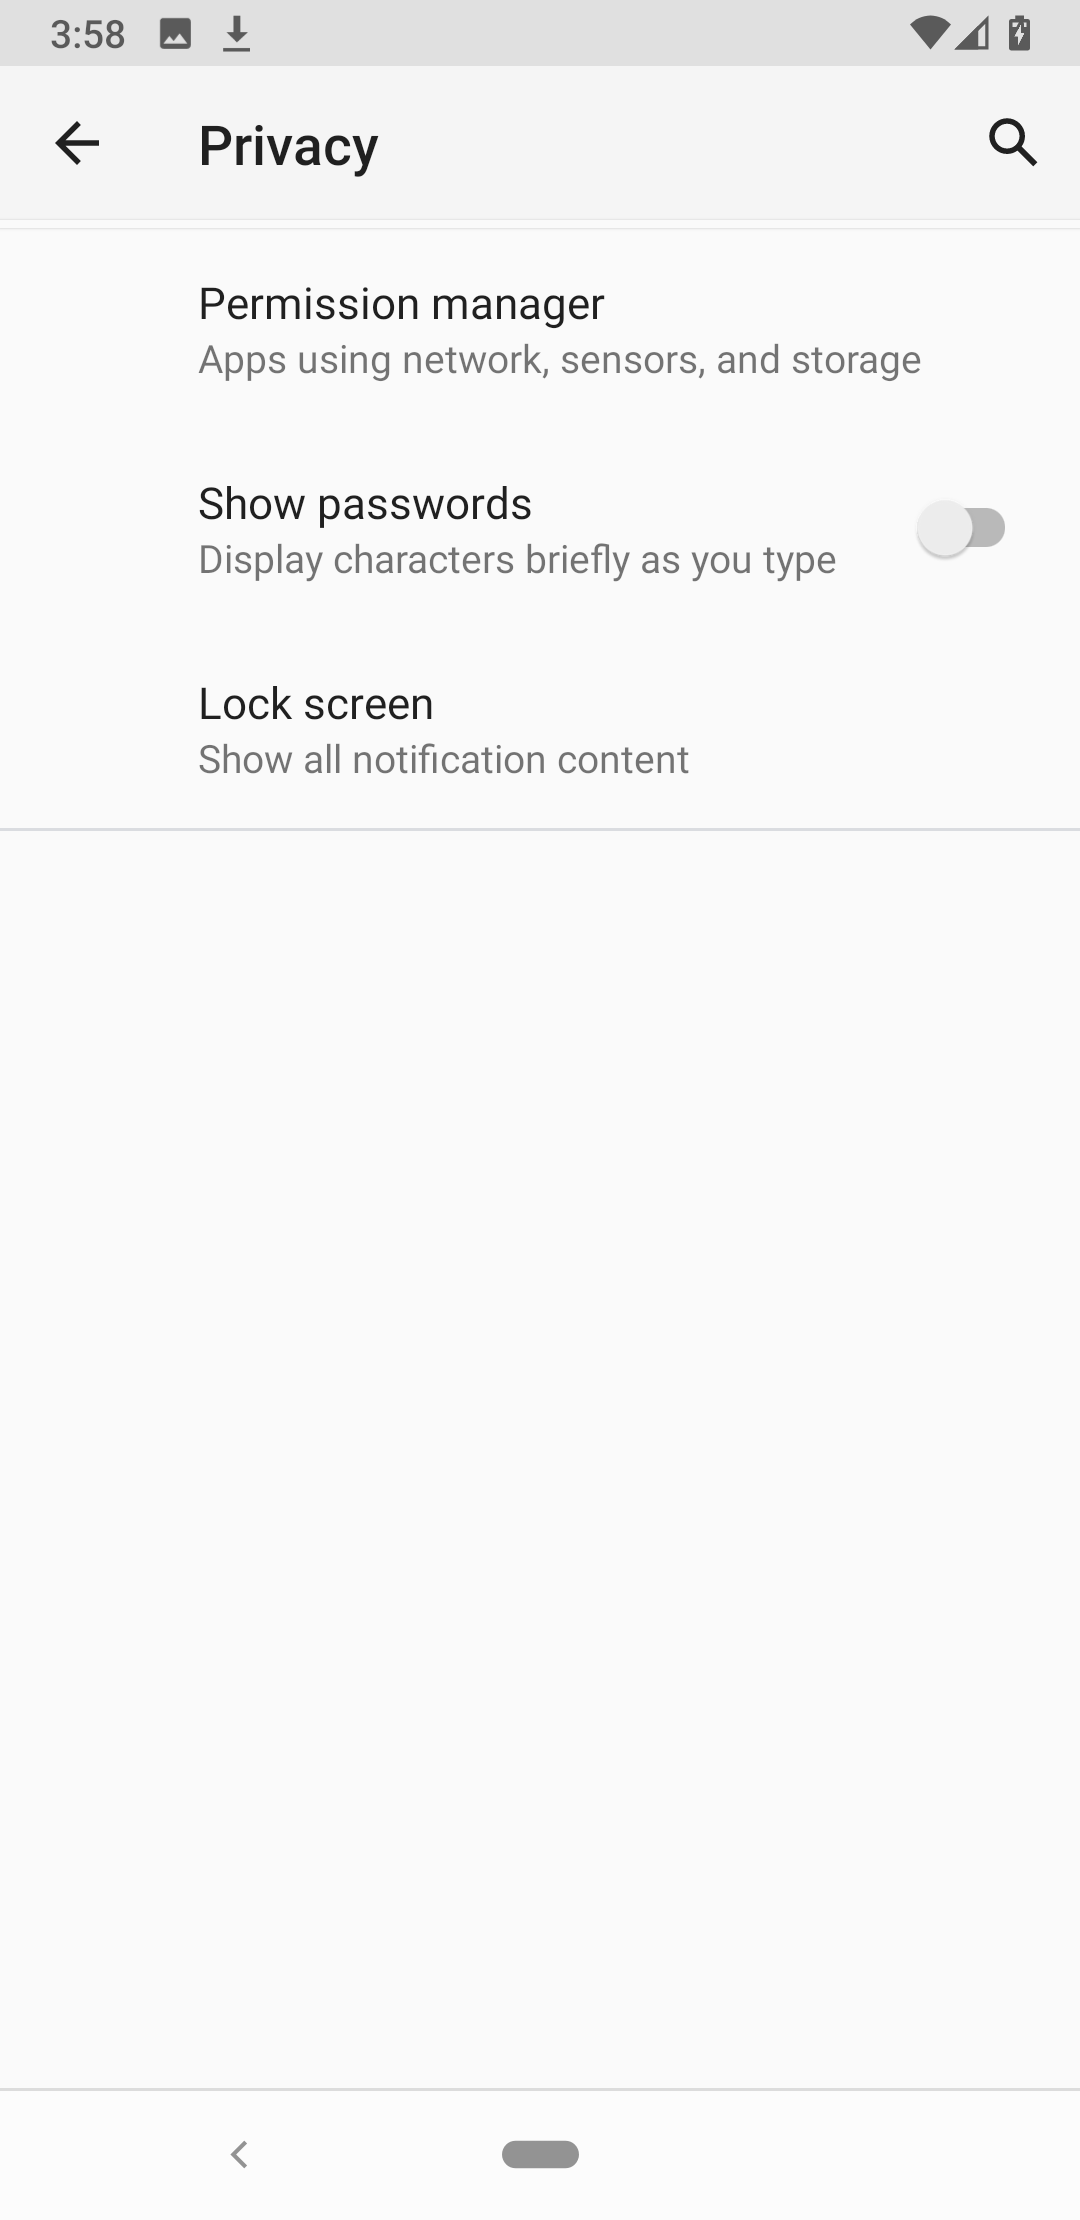 3:58
Privacy
Permission manager
Apps using network, sensors, and storage
Show passwords
Display characters briefly as you type
Lock screen
Show all notification content